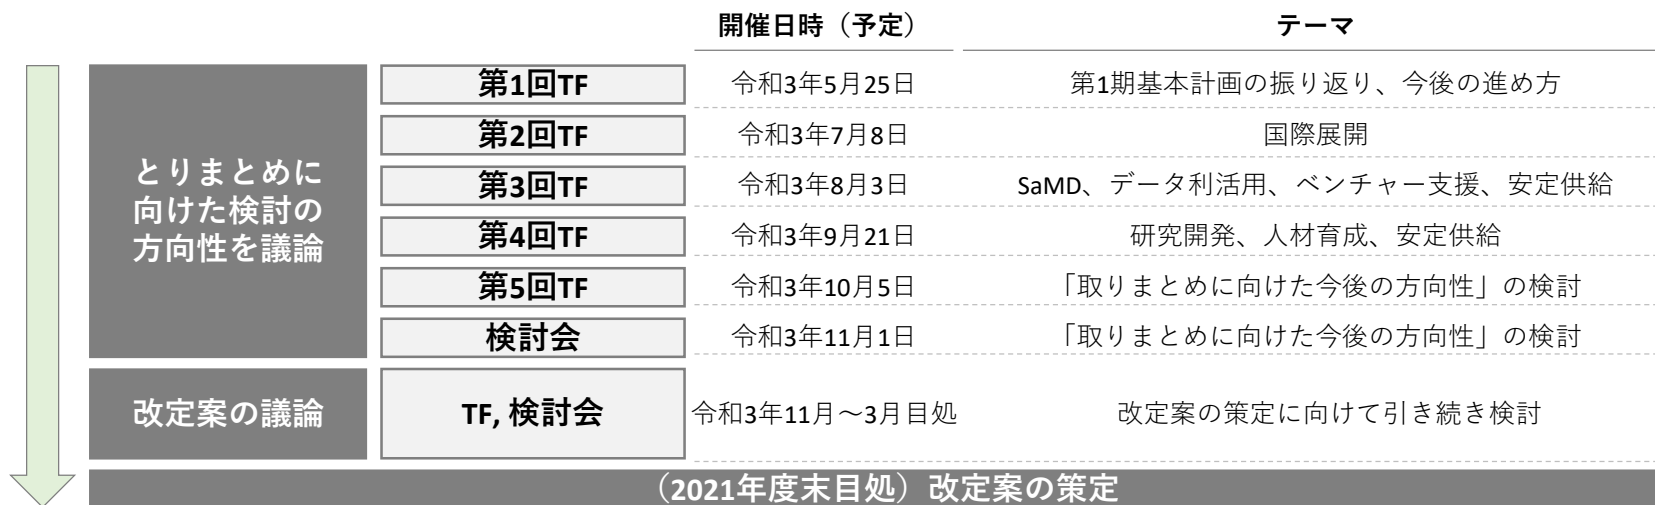 開催日時（予定）
テーマ
とりまとめに
向けた検討の
方向性を議論
第1回TF
令和3年5月25日
第1期基本計画の振り返り、今後の進め方
第2回TF
令和3年7月8日
国際展開
第3回TF
令和3年8月3日
SaMD、データ利活用、ベンチャー支援、安定供給
第4回TF
令和3年9月21日
研究開発、人材育成、安定供給
第5回TF
令和3年10月5日
「取りまとめに向けた今後の方向性」の検討
検討会
令和3年11月1日
「取りまとめに向けた今後の方向性」の検討
改定案の議論
TF, 検討会
令和3年11月～3月目処
改定案の策定に向けて引き続き検討
（2021年度末目処）改定案の策定